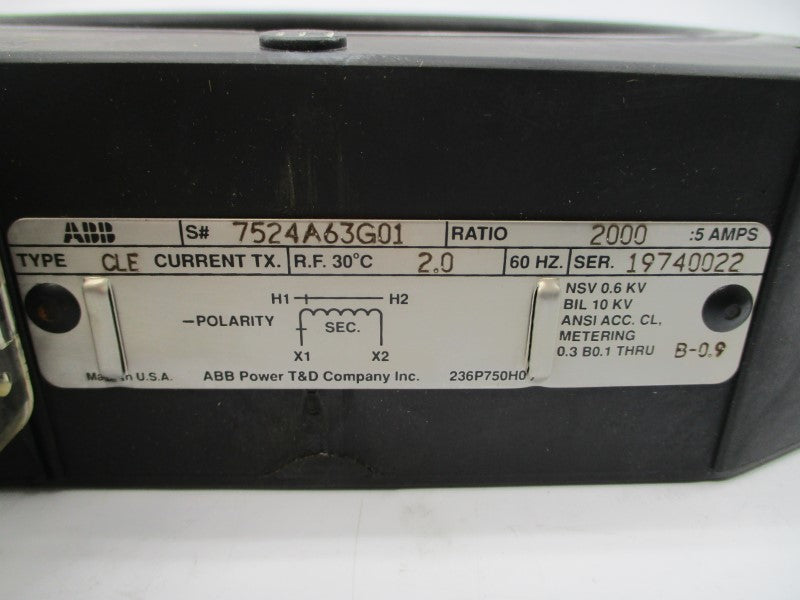 ABB S# 7524A63G01 RATIO 2000 :5 AMPS
TYPE CLE CURRENT TX. R.F. 30°C 2.0 60 HZ. SER. 19740022
H1 H2
–POLARITY SEC.
X1 X2
NSV 0.6 KV
BIL 10 KV
ANSI ACC. CL.
METERING
0.3 B0.1 THRU B-0.9
U.S.A. ABB Power T&D Company Inc.